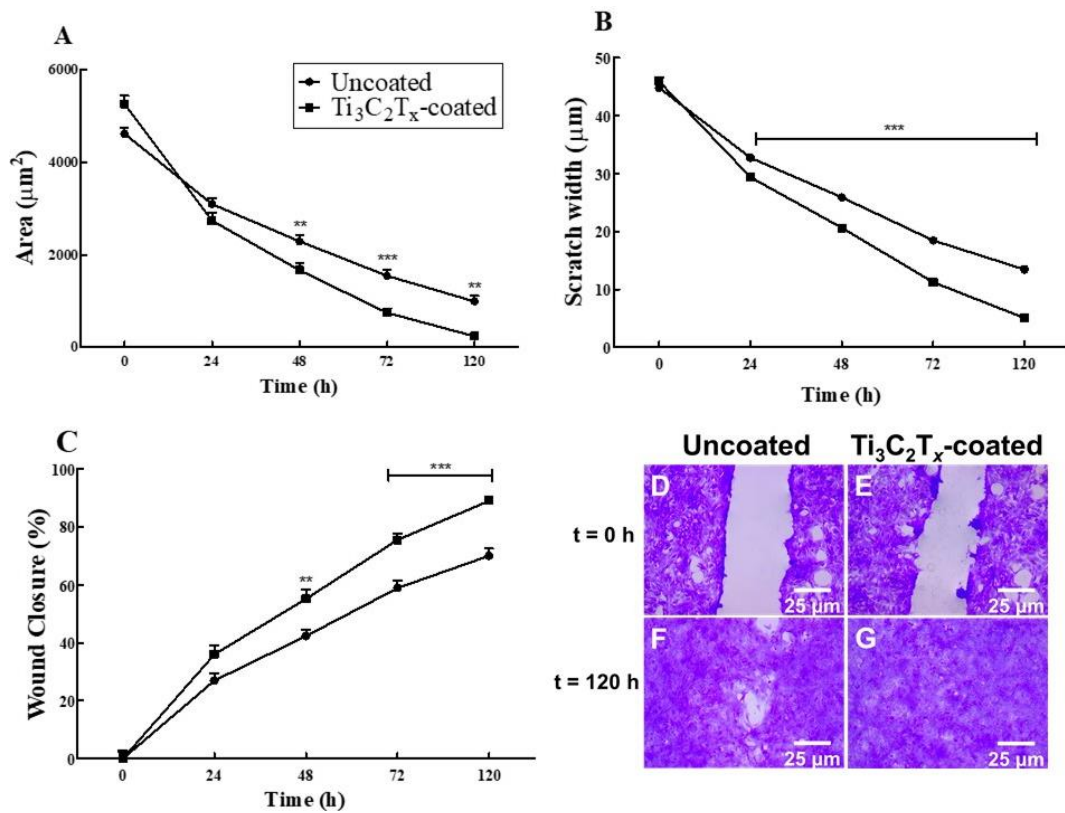 A
6000
4000
2000
0
Area (μm²)
Uncoated
Ti₃C₂Tₓ-coated
**
***
**
0 24 48 72 120
Time (h)
B
50
40
30
20
10
0
Scratch width (μm)
***
0 24 48 72 120
Time (h)
C
100
80
60
40
20
0
Wound Closure (%)
**
***
0 24 48 72 120
Time (h)
Uncoated Ti₃C₂Tₓ-coated
t = 0 h
D
25 μm
E
25 μm
t = 120 h
F
25 μm
G
25 μm